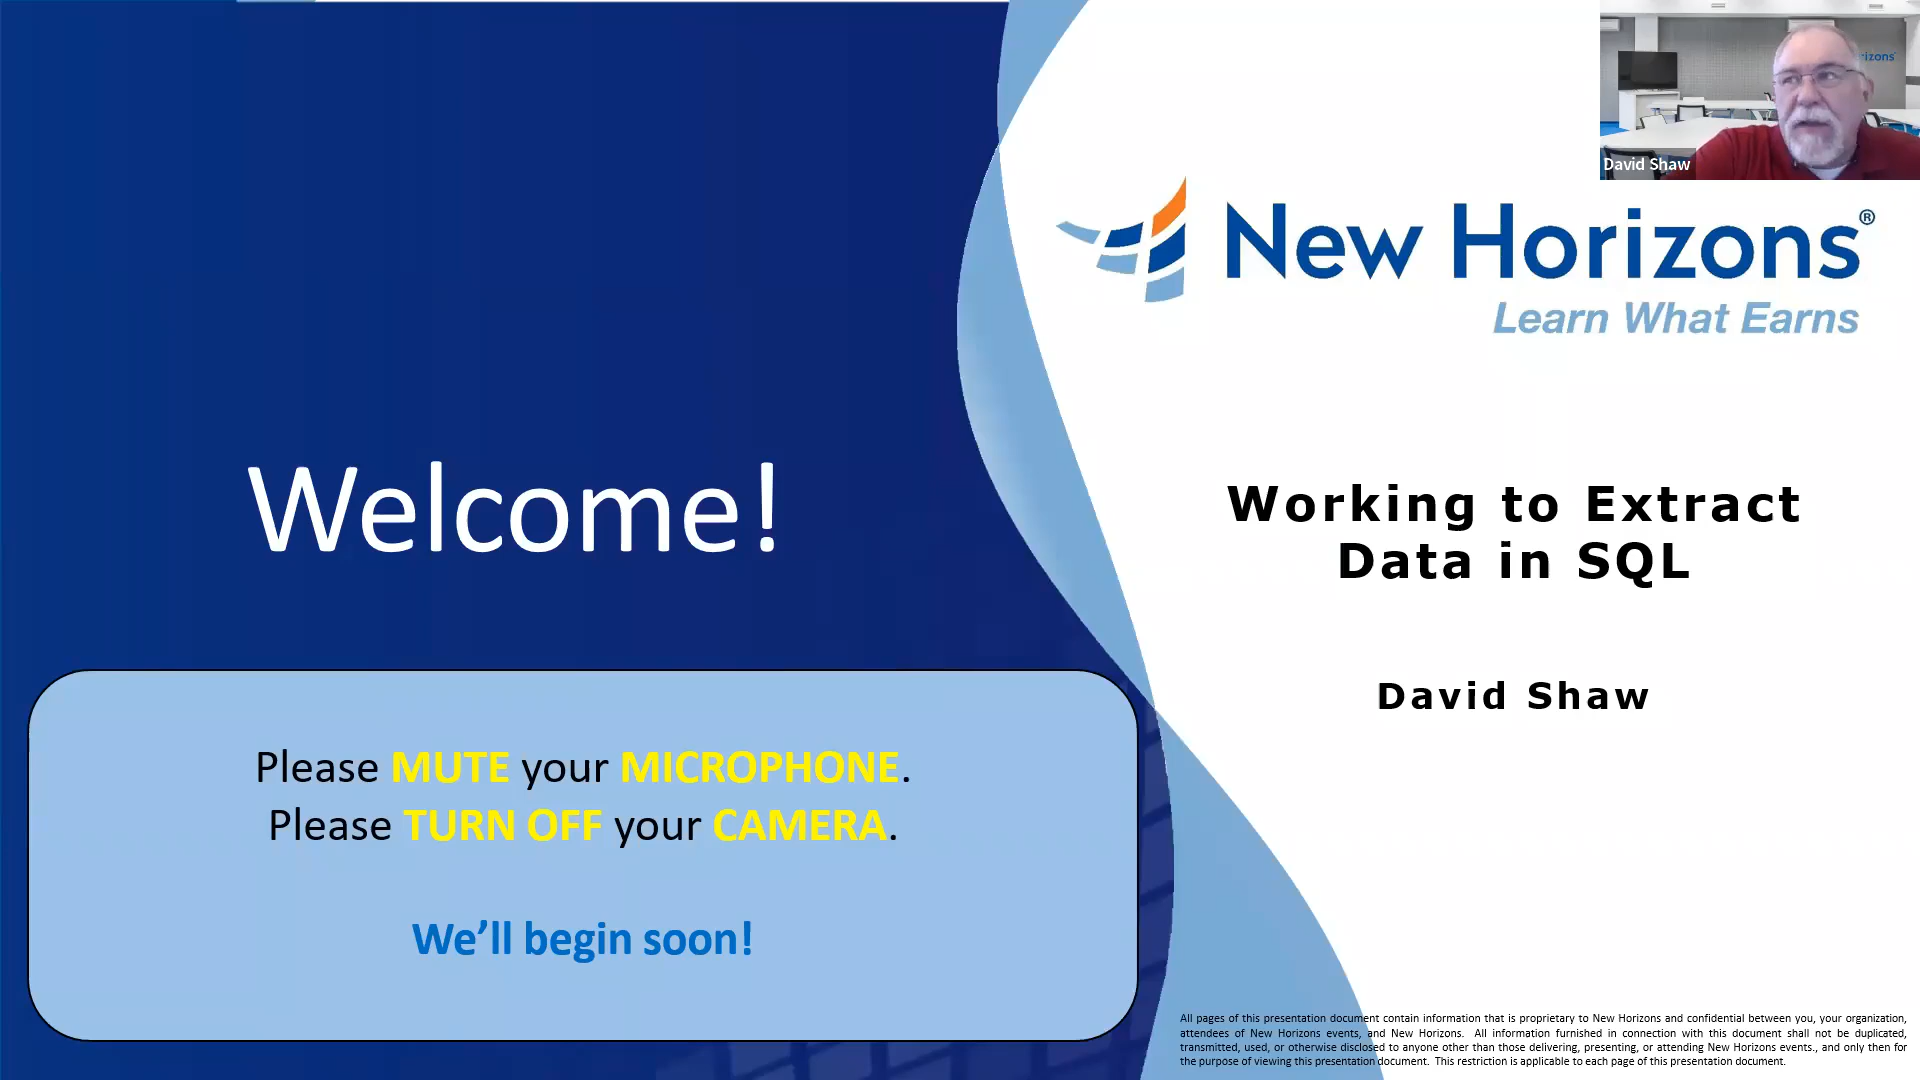 Welcome!
Please MUTE your MICROPHONE.
Please TURN OFF your CAMERA.
We’ll begin soon!
rizons
David Shaw
New Horizons®
Learn What Earns
Working to Extract
Data in SQL
David Shaw
All pages of this presentation document contain information that is proprietary to New Horizons and confidential between you, your organization,
attendees of New Horizons events, and New Horizons. All information furnished in connection with this document shall not be duplicated,
transmitted, used, or otherwise disclosed to anyone other than those delivering, presenting, or attending New Horizons events., and only then for
the purpose of viewing this presentation document. This restriction is applicable to each page of this presentation document.